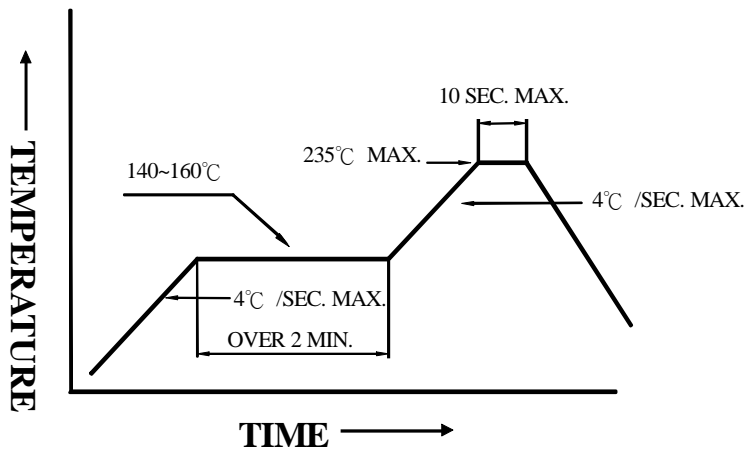 10 SEC. MAX.
235℃ MAX.
140~160℃
4℃ /SEC. MAX.
4℃ /SEC. MAX.
OVER 2 MIN.
TEMPERATURE
TIME